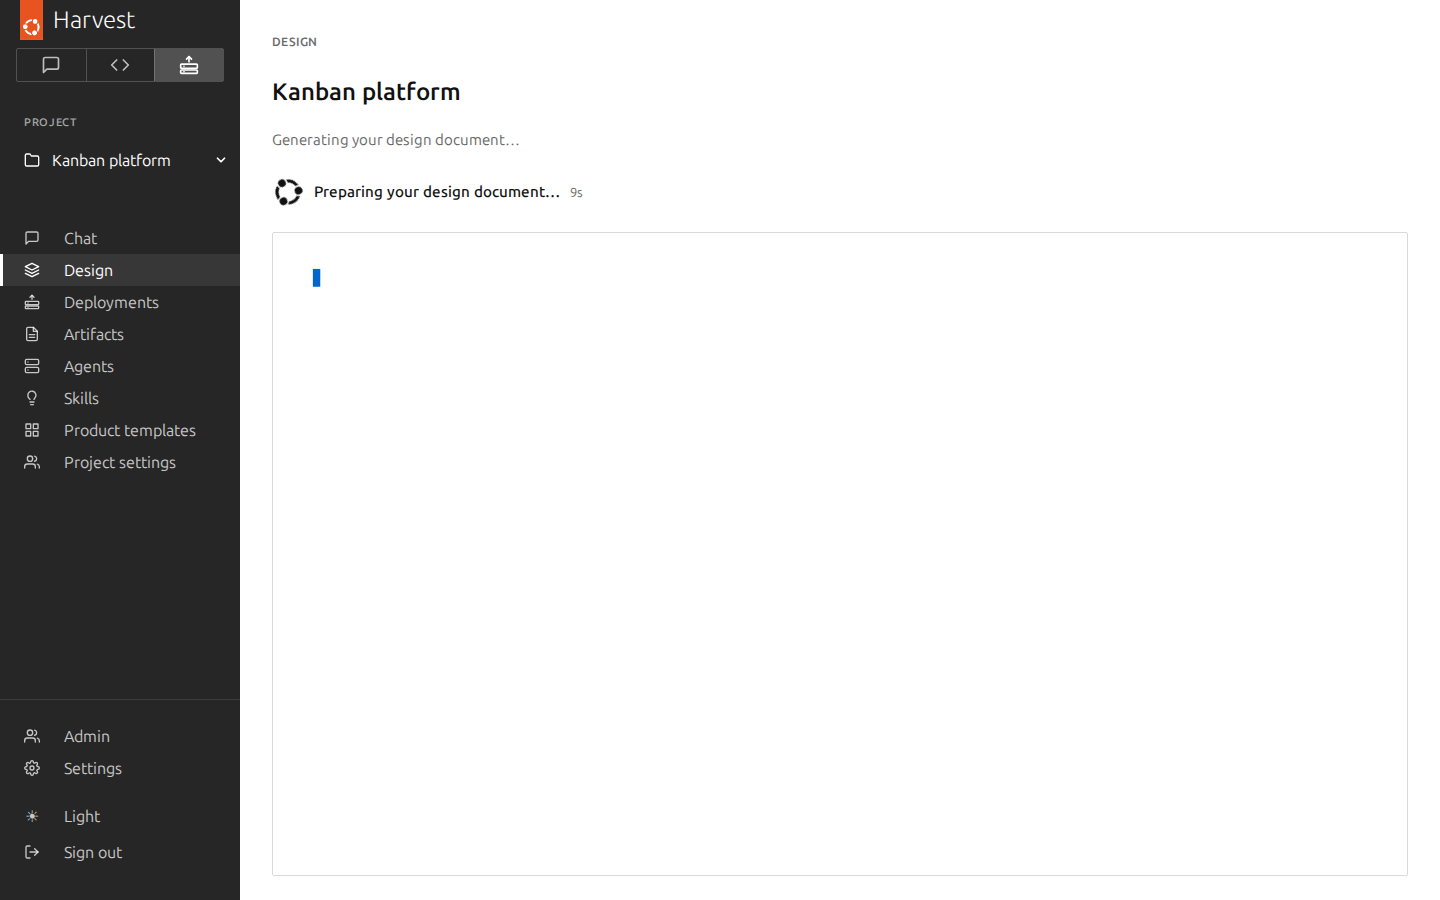 Harvest
PROJECT
Kanban platform
Chat
Design
Deployments
Artifacts
Agents
Skills
Product templates
Project settings
Admin
Settings
Light
Sign out
DESIGN
Kanban platform
Generating your design document...
Preparing your design document... 9s